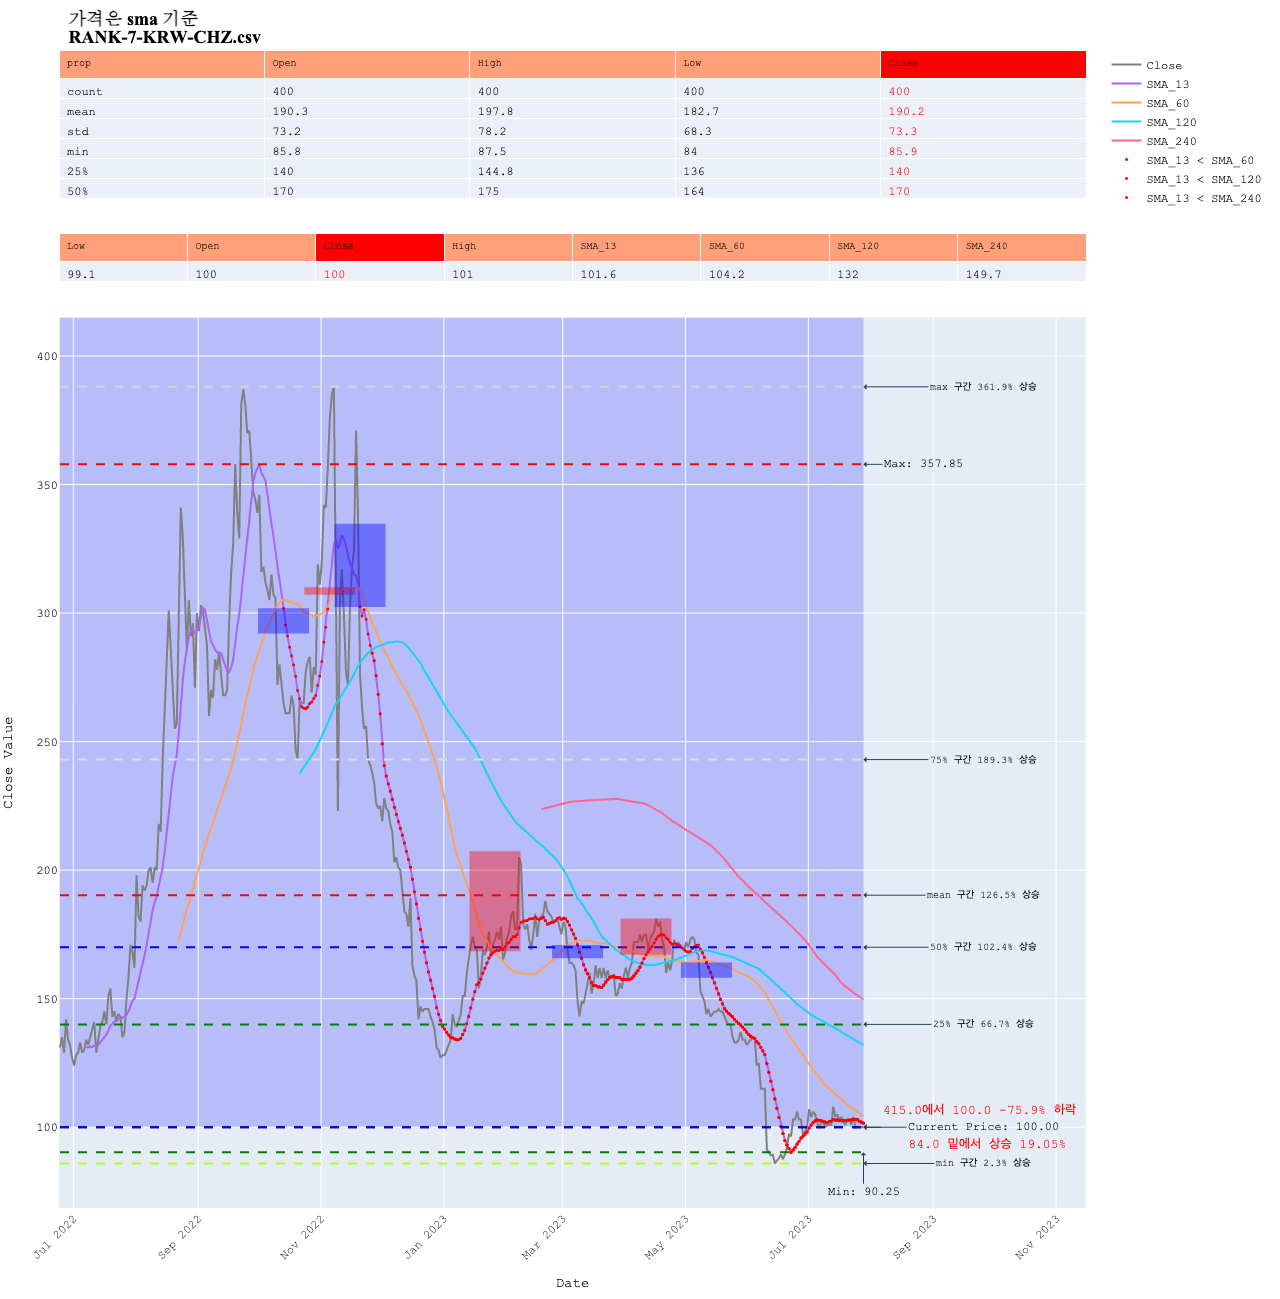 가격은 sma 기준
RANK-7-KRW-CHZ.csv
prop Open High Low Close
count 400 400 400 400
mean 190.3 197.8 182.7 190.2
std 73.2 78.2 68.3 73.3
min 85.8 87.5 84 85.9
25% 140 144.8 136 140
50% 170 175 164 170
Low Open Close High SMA_13 SMA_60 SMA_120 SMA_240
99.1 100 100 101 101.6 104.2 132 149.7
Close
SMA_13
SMA_60
SMA_120
SMA_240
SMA_13 < SMA_60
SMA_13 < SMA_120
SMA_13 < SMA_240
Close Value
400
350
300
250
200
150
100
max 구간 361.9% 상승
Max: 357.85
75% 구간 189.3% 상승
mean 구간 126.5% 상승
50% 구간 102.4% 상승
25% 구간 66.7% 상승
415.0에서 100.0 -75.9% 하락
Current Price: 100.00
84.0 밑에서 상승 19.05%
min 구간 2.3% 상승
Min: 90.25
Jul 2022
Sep 2022
Nov 2022
Jan 2023
Mar 2023
May 2023
Jul 2023
Sep 2023
Nov 2023
Date